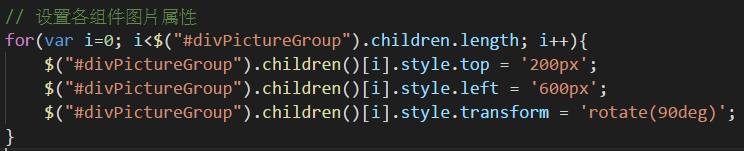 // 设置各组件图片属性
for(var i=0; i<$("#divPictureGroup").children.length; i++){
    $("#divPictureGroup").children()[i].style.top = '200px';
    $("#divPictureGroup").children()[i].style.left = '600px';
    $("#divPictureGroup").children()[i].style.transform = 'rotate(90deg)';
}